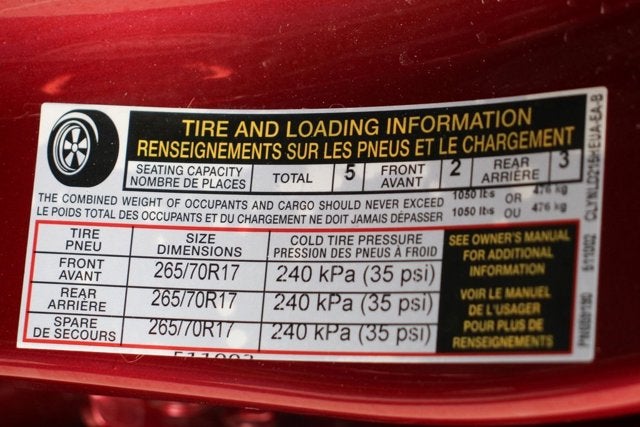 TIRE AND LOADING INFORMATION
RENSEIGNEMENTS SUR LES PNEUS ET LE CHARGEMENT
SEATING CAPACITY
NOMBRE DE PLACES TOTAL 5 FRONT AVANT 2 REAR ARRIÈRE 3
THE COMBINED WEIGHT OF OCCUPANTS AND CARGO SHOULD NEVER EXCEED 1050 lbs OR 476 kg
LE POIDS TOTAL DES OCCUPANTS ET DU CHARGEMENT NE DOIT JAMAIS DÉPASSER 1050 lbs OU 476 kg
TIRE PNEU
SIZE DIMENSIONS
COLD TIRE PRESSURE
PRESSION DES PNEUS À FROID
FRONT AVANT 265/70R17 240 kPa (35 psi)
REAR ARRIÈRE 265/70R17 240 kPa (35 psi)
SPARE DE SECOURS 265/70R17 240 kPa (35 psi)
SEE OWNER'S MANUAL
FOR ADDITIONAL
INFORMATION
VOIR LE MANUEL
DE L'USAGER
POUR PLUS DE
RENSEIGNEMENTS
511002